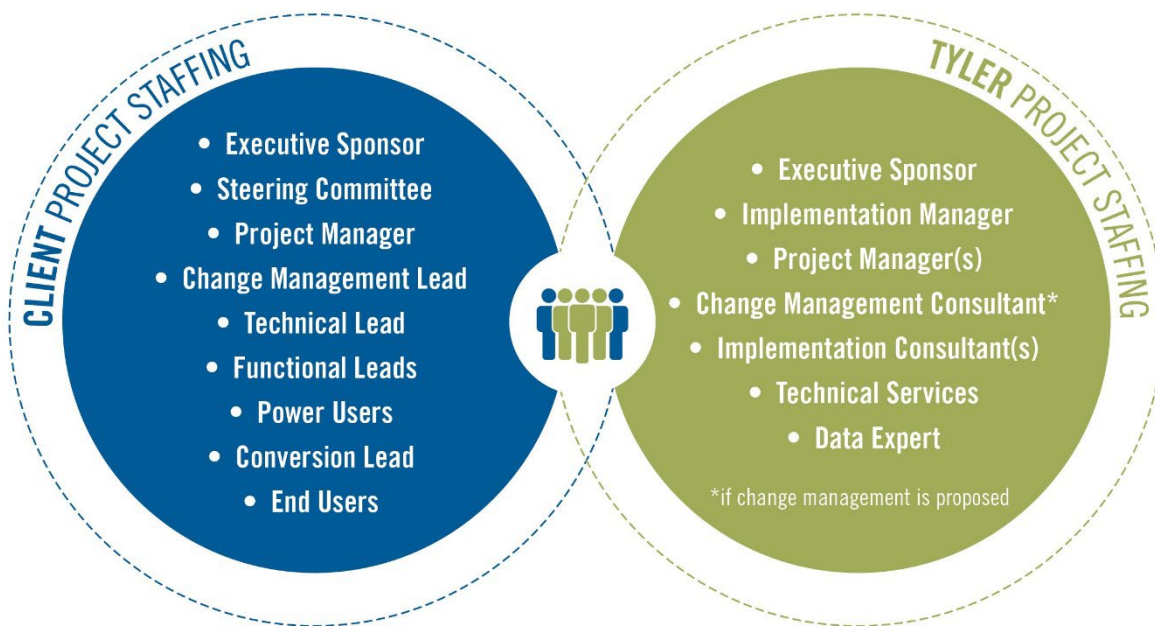 CLIENT PROJECT STAFFING
• Executive Sponsor
• Steering Committee
• Project Manager
• Change Management Lead
• Technical Lead
• Functional Leads
• Power Users
• Conversion Lead
• End Users
TYLER PROJECT STAFFING
• Executive Sponsor
• Implementation Manager
• Project Manager(s)
• Change Management Consultant*
• Implementation Consultant(s)
• Technical Services
• Data Expert
*if change management is proposed